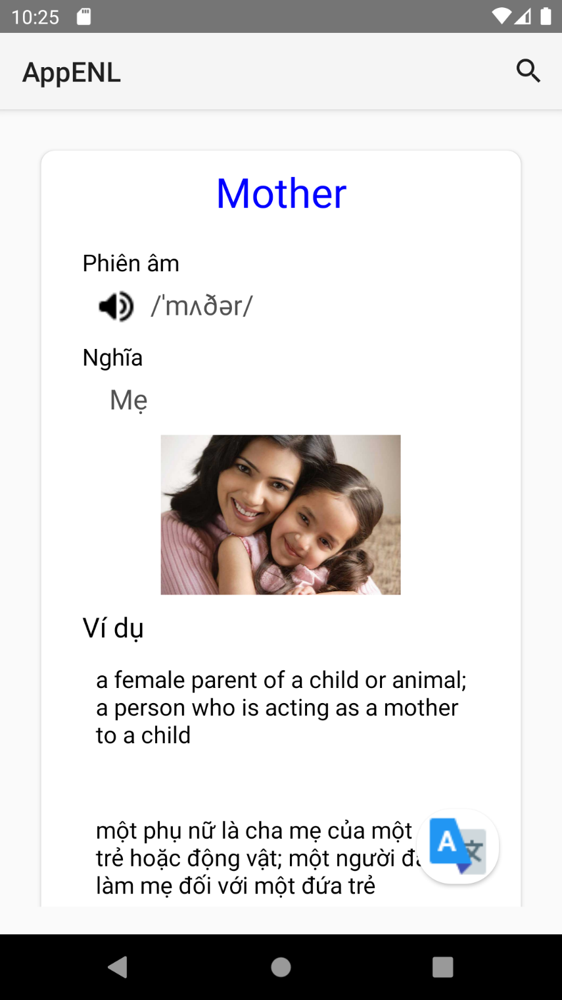 10:25
AppENL
Mother
Phiên âm
/ˈmʌðər/
Nghĩa
Mẹ
Ví dụ
a female parent of a child or animal;
a person who is acting as a mother
to a child
một phụ nữ là cha mẹ của một
trẻ hoặc động vật; một người
làm mẹ đối với một đứa trẻ
A 文